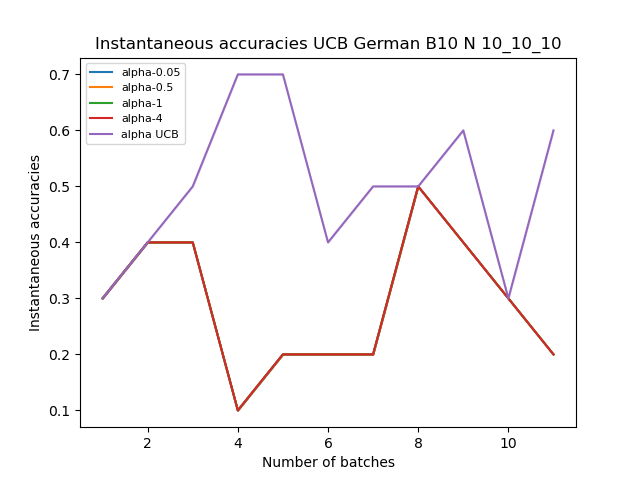 Instantaneous accuracies UCB German B10 N 10_10_10
alpha-0.05
alpha-0.5
alpha-1
alpha-4
alpha UCB
0.7
0.6
0.5
0.4
0.3
0.2
0.1
Instantaneous accuracies
2 4 6 8 10
Number of batches